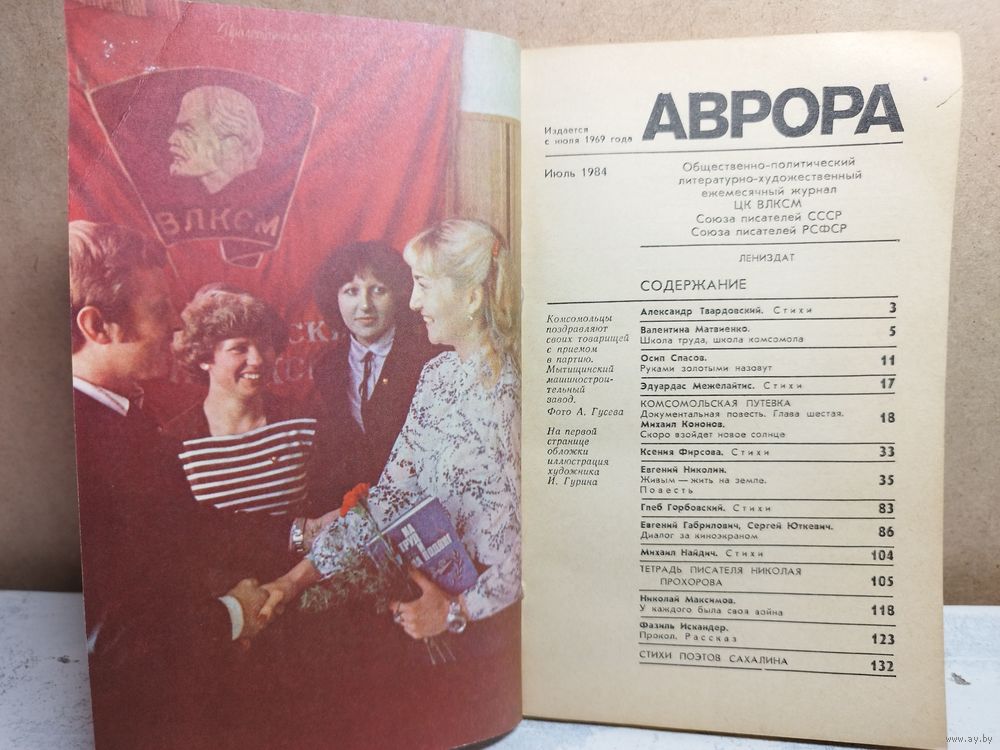 ВЛКСМ
АВРОРА
Издается
с июля 1969 года
Июль 1984
Общественно-политический
литературно-художественный
ежемесячный журнал
ЦК ВЛКСМ
Союза писателей СССР
Союза писателей РСФСР
ЛЕНИЗДАТ
СОДЕРЖАНИЕ
Комсомольцы
поздравляют
своих товарищей
с приемом
в партию.
Мытищинский
машинострои-
тельный
завод.
Фото А. Гусева
На первой
странице
обложки
иллюстрация
художника
И. Гурина
Александр Твардовский. Стихи 3
Валентина Матвиенко. 5
Школа труда, школа комсомола
Осип Спасов. 11
Руками золотыми назовут
Эдуардас Межелайтис. Стихи 17
КОМСОМОЛЬСКАЯ ПУТЕВКА
Документальная повесть. Глава шестая. 18
Михаил Кононов.
Скоро взойдет новое солнце
Ксения Фирсова. Стихи 33
Евгений Николин.
Живым — жить на земле. 35
Повесть
Глеб Горбовский. Стихи 83
Евгений Габрилович, Сергей Юткевич. 86
Диалог за киноэкраном
Михаил Найдич. Стихи 104
ТЕТРАДЬ ПИСАТЕЛЯ НИКОЛАЯ
ПРОХОРОВА 105
Николай Максимов. 118
У каждого была своя война
Фазиль Искандер. 123
Прокол. Рассказ
СТИХИ ПОЭТОВ САХАЛИНА 132
www.ay.by